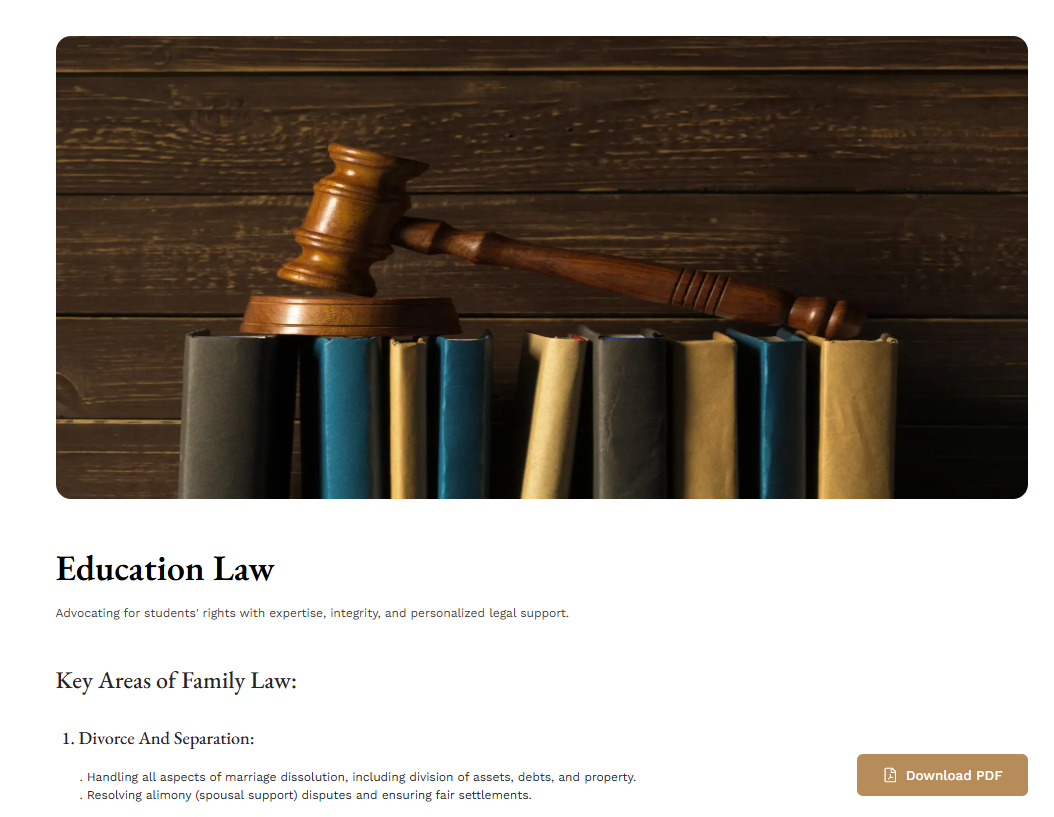 Education Law
Advocating for students' rights with expertise, integrity, and personalized legal support.
Key Areas of Family Law:
1. Divorce And Separation:
. Handling all aspects of marriage dissolution, including division of assets, debts, and property.
. Resolving alimony (spousal support) disputes and ensuring fair settlements.
Download PDF